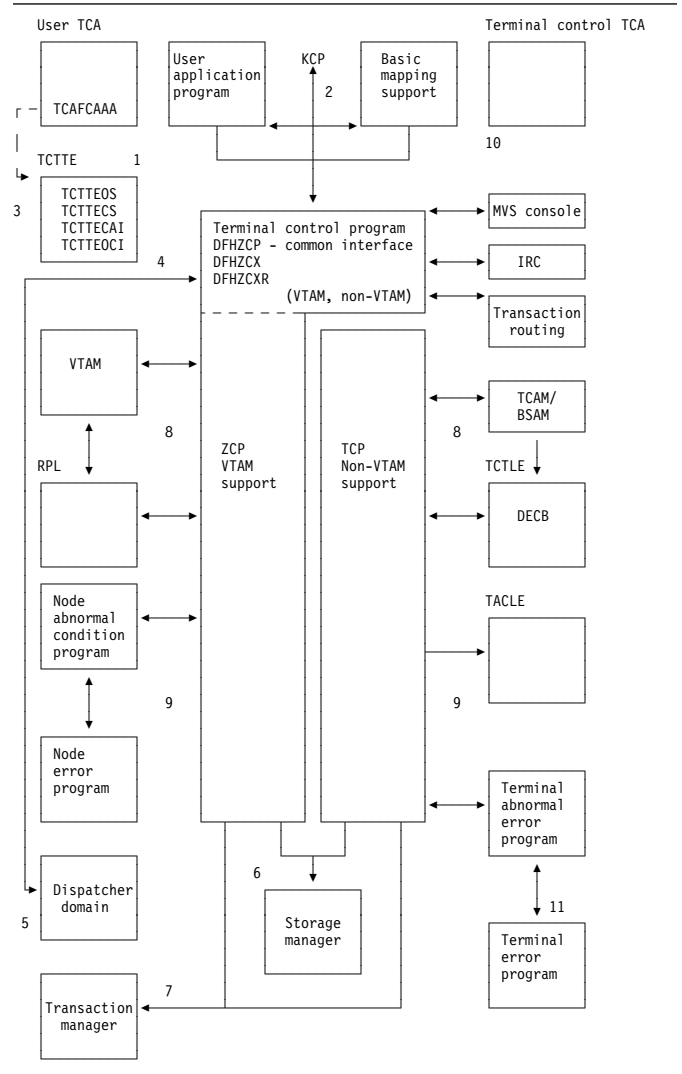 User TCA
Terminal control TCA
User
application
program
KCP
2
Basic
mapping
support
TCAFCAAA
10
TCTTE
1
3
TCTTEOS
TCTTECS
TCTTECAI
TCTTEOCI
4
Terminal control program
DFHZCP - common interface
DFHZCX
DFHZCXR
(VTAM, non-VTAM)
MVS console
IRC
Transaction
routing
VTAM
8
ZCP
VTAM
support
TCP
Non-VTAM
support
8
TCAM/
BSAM
RPL
TCTLE
DECB
Node
abnormal
condition
program
TACLE
9
9
Node
error
program
Terminal
abnormal
error
program
5
Dispatcher
domain
6
Storage
manager
11
Terminal
error
program
7
Transaction
manager